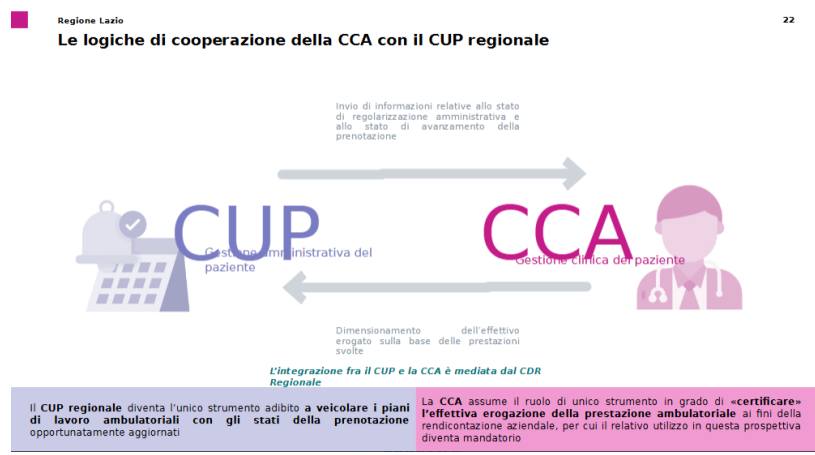 Regione Lazio
22
Le logiche di cooperazione della CCA con il CUP regionale
Invio di informazioni relative allo stato
di regolarizzazione amministrativa e
allo stato di avanzamento della
prenotazione
CUP
Gestione amministrativa del
paziente
CCA
Gestione clinica del paziente
Dimensionamento dell’effettivo
erogato sulla base delle prestazioni
svolte
L’integrazione fra il CUP e la CCA è mediata dal CDR
Regionale
Il CUP regionale diventa l’unico strumento adibito a veicolare i piani
di lavoro ambulatoriali con gli stati della prenotazione
opportunatamente aggiornati
La CCA assume il ruolo di unico strumento in grado di «certificare»
l’effettiva erogazione della prestazione ambulatoriale ai fini della
rendicontazione aziendale, per cui il relativo utilizzo in questa prospettiva
diventa mandatorio